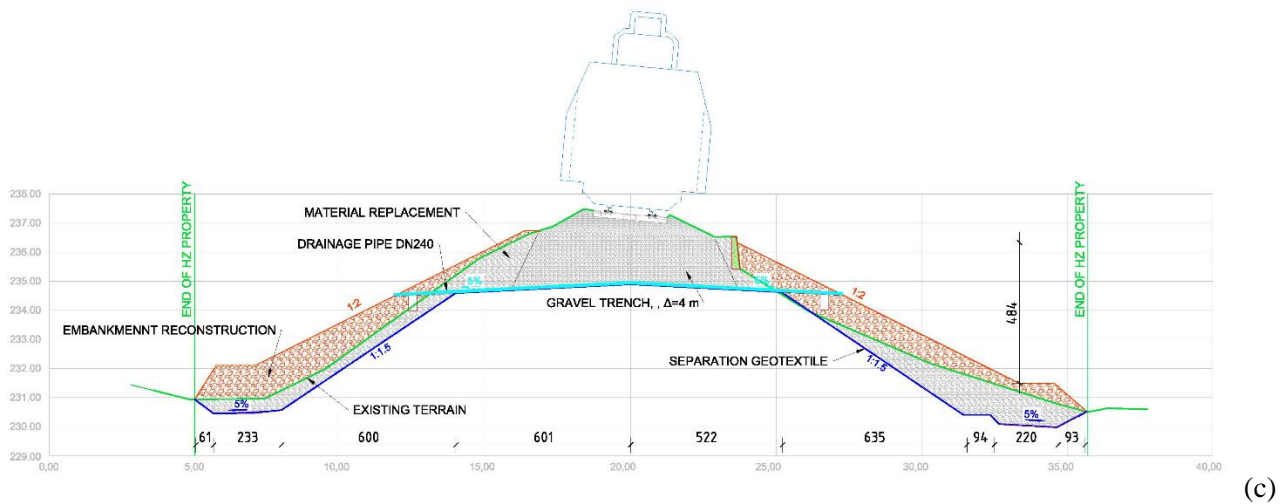 238.00
237.00
236.00
235.00
234.00
233.00
232.00
231.00
230.00
229.00
END OF HZ PROPERTY
MATERIAL REPLACEMENT
DRAINAGE PIPE DN240
5%
5%
1:2
1:2
GRAVEL TRENCH, , Δ=4 m
484
END OF HZ PROPERTY
EMBANKMENNT RECONSTRUCTION
1:1.5
1:1.5
SEPARATION GEOTEXTILE
EXISTING TERRAIN
5%
5%
61 233 600 601 522 635 94 220 93
0,00 5,00 10,00 15,00 20,00 25,00 30,00 35,00 40,00
(c)